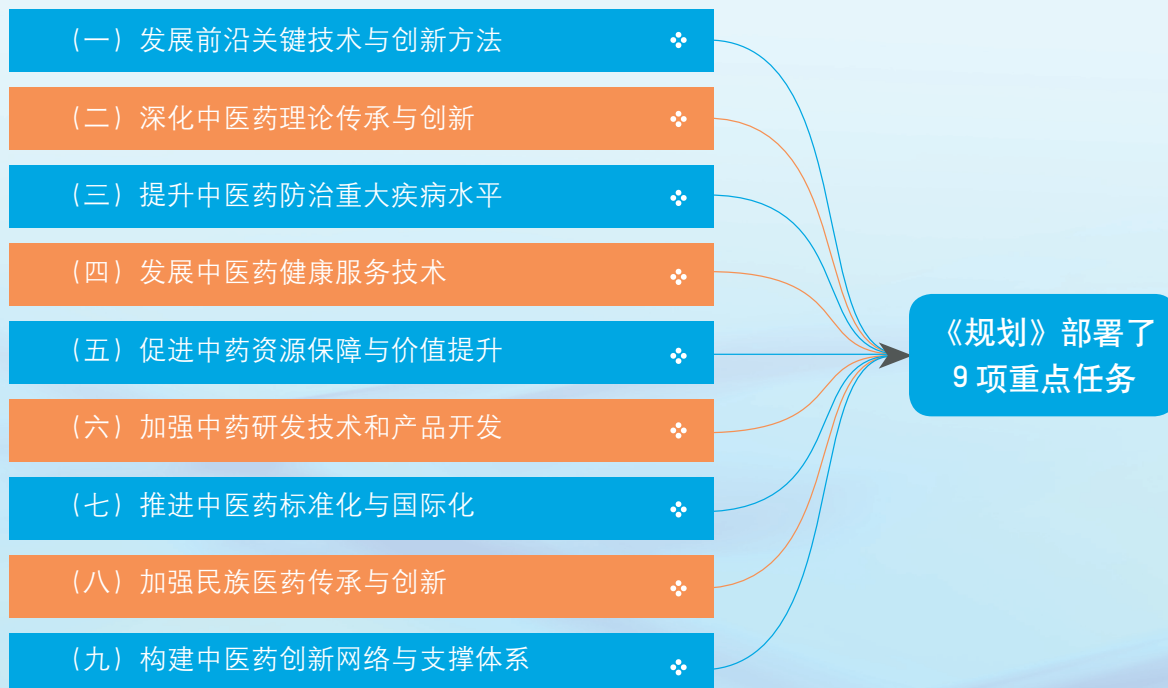 （一）发展前沿关键技术与创新方法
（二）深化中医药理论传承与创新
（三）提升中医药防治重大疾病水平
（四）发展中医药健康服务技术
（五）促进中药资源保障与价值提升
（六）加强中药研发技术和产品开发
（七）推进中医药标准化与国际化
（八）加强民族医药传承与创新
（九）构建中医药创新网络与支撑体系
《规划》部署了
9 项重点任务